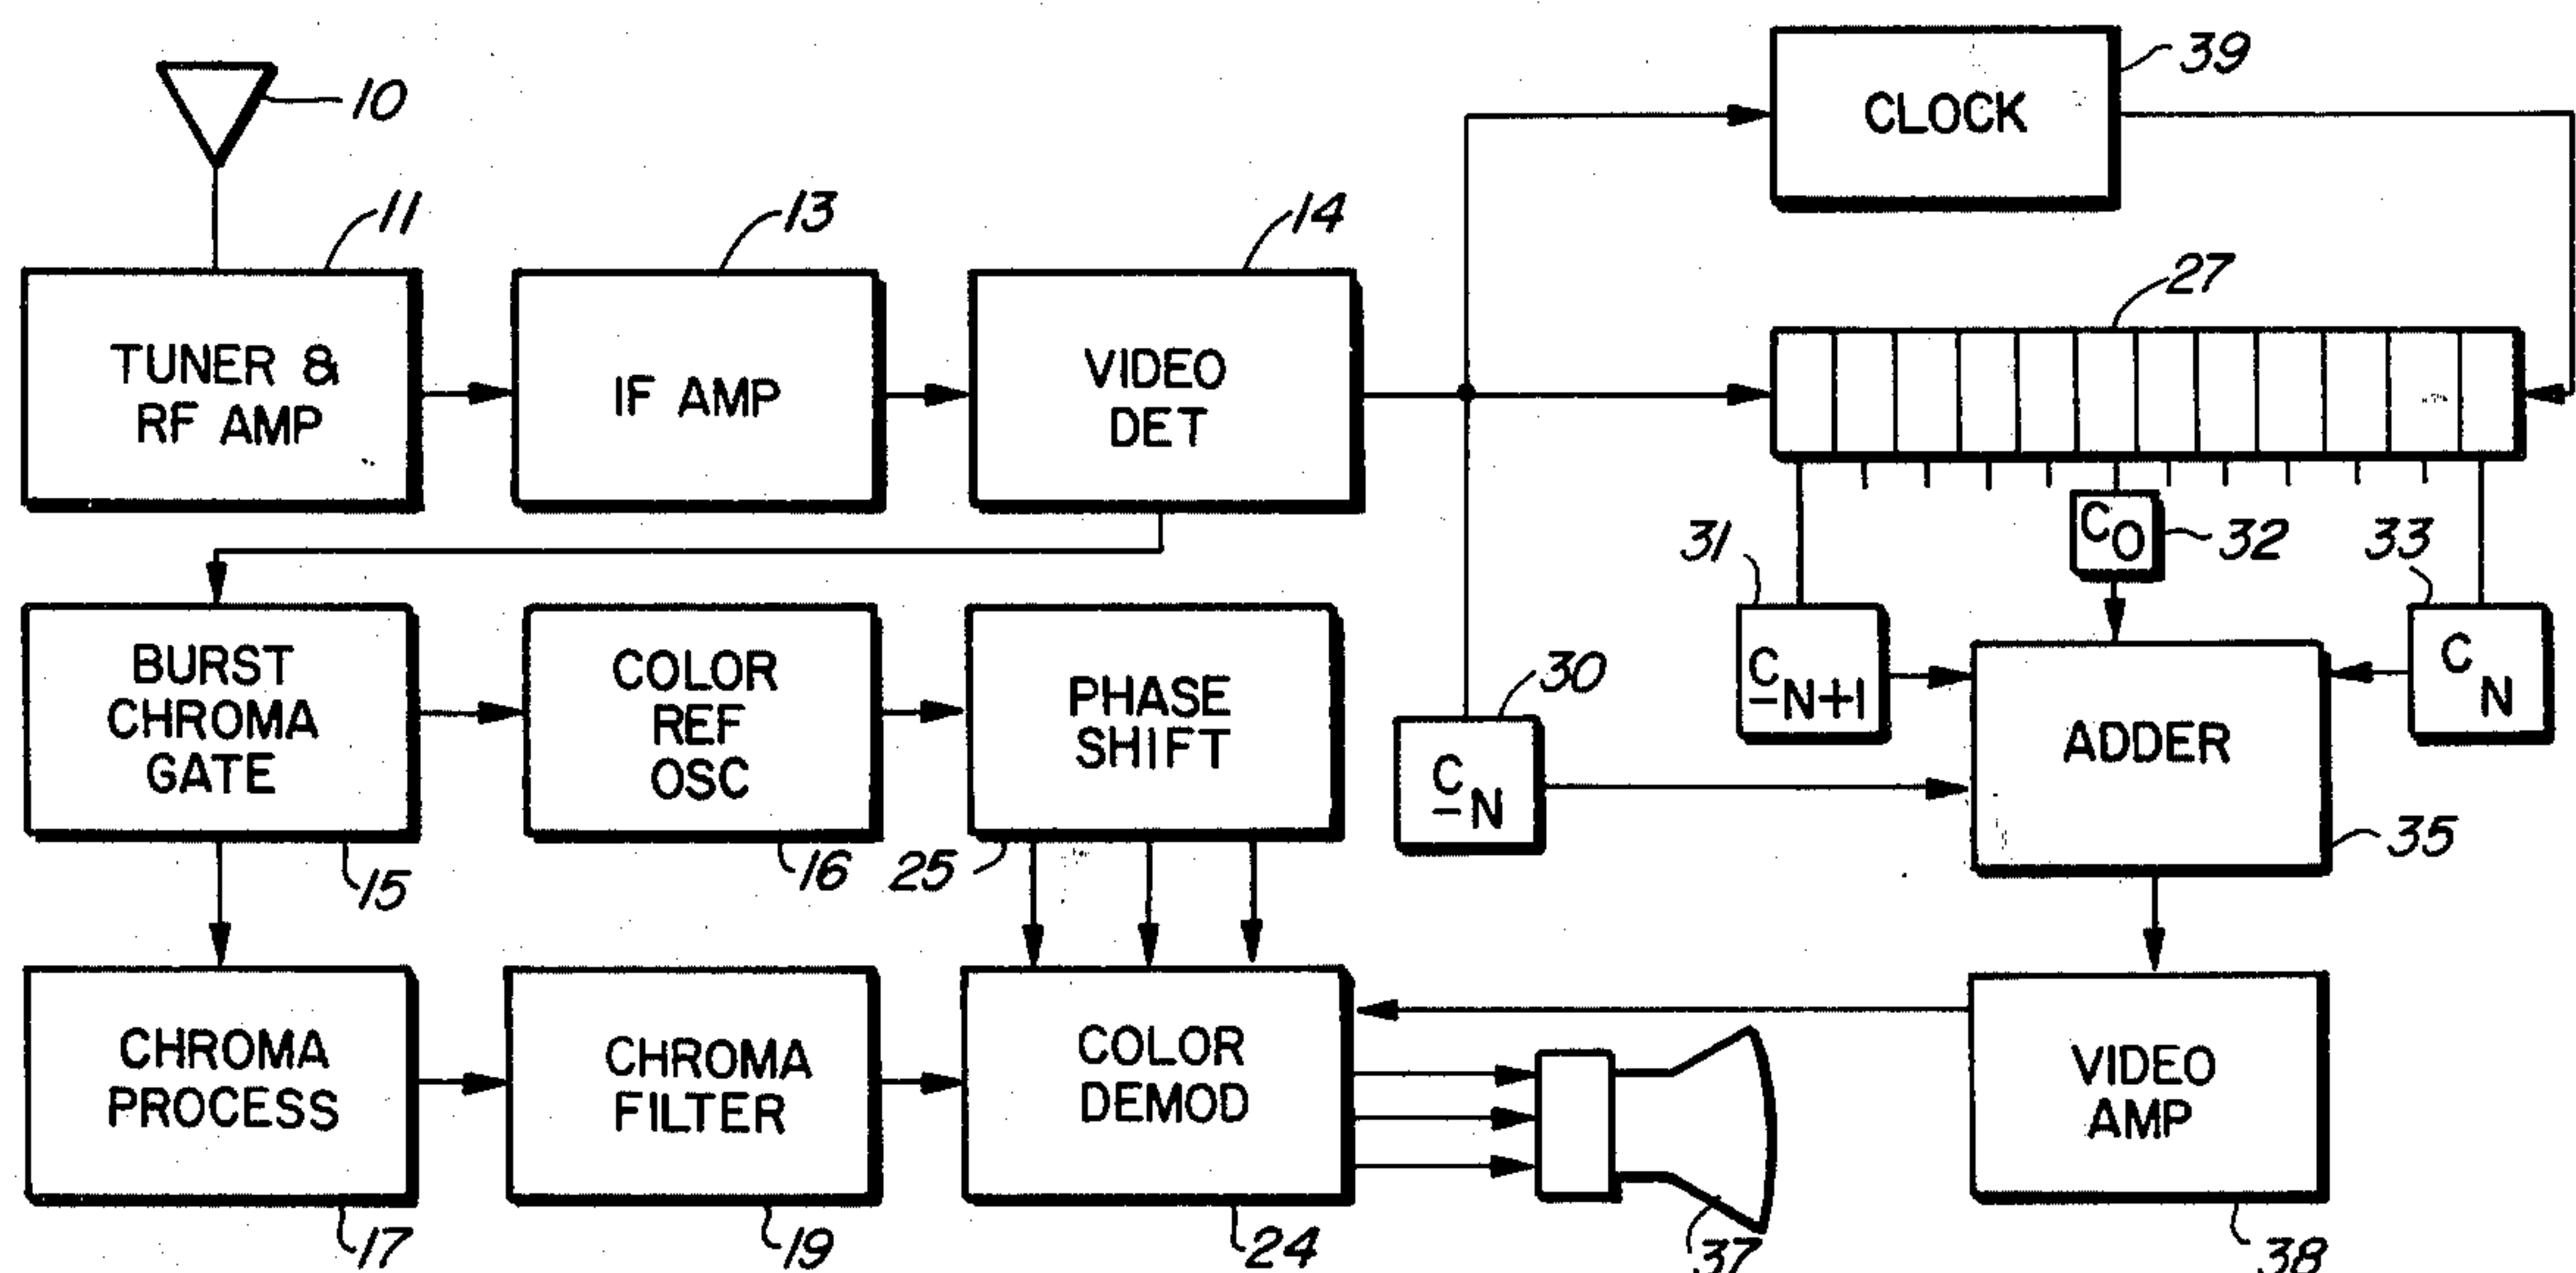 39
CLOCK
10
11
13
14
27
TUNER &
RF AMP
IF AMP
VIDEO
DET
31
C0
32
33
BURST
CHROMA
GATE
COLOR
REF
OSC
PHASE
SHIFT
30
C-N+1
CN
C-N
ADDER
15
16
25
35
CHROMA
PROCESS
CHROMA
FILTER
COLOR
DEMOD
VIDEO
AMP
17
19
24
37
38